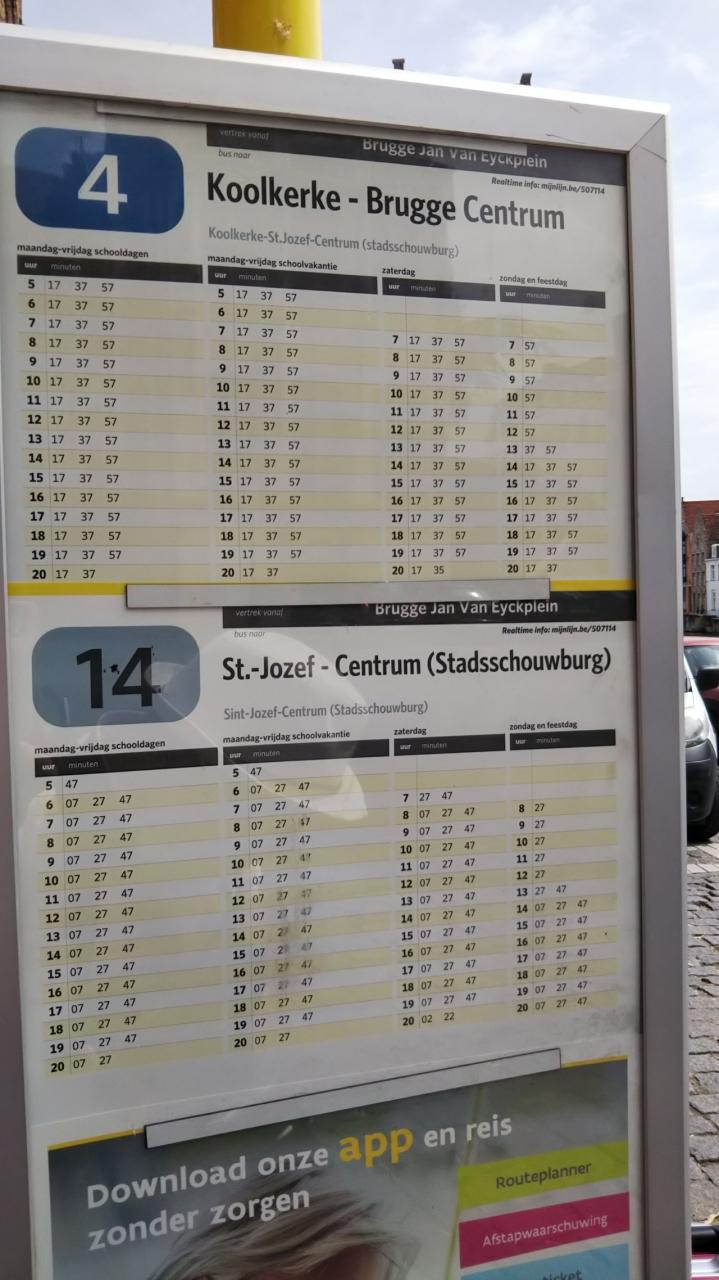 4
vertrek vanaf Brugge Jan Van Eyckplein
bus naar
Realtime info: mijnlijn.be/507114
Koolkerke - Brugge Centrum
Koolkerke-St.Jozef-Centrum (stadsschouwburg)
maandag-vrijdag schooldagen
uur minuten
5 17 37 57
6 17 37 57
7 17 37 57
8 17 37 57
9 17 37 57
10 17 37 57
11 17 37 57
12 17 37 57
13 17 37 57
14 17 37 57
15 17 37 57
16 17 37 57
17 17 37 57
18 17 37 57
19 17 37 57
20 17 37
maandag-vrijdag schoolvakantie
uur minuten
5 17 37 57
6 17 37 57
7 17 37 57
8 17 37 57
9 17 37 57
10 17 37 57
11 17 37 57
12 17 37 57
13 17 37 57
14 17 37 57
15 17 37 57
16 17 37 57
17 17 37 57
18 17 37 57
19 17 37 57
20 17 37
zaterdag
uur minuten
7 17 37 57
8 17 37 57
9 17 37 57
10 17 37 57
11 17 37 57
12 17 37 57
13 17 37 57
14 17 37 57
15 17 37 57
16 17 37 57
17 17 37 57
18 17 37 57
19 17 37 57
20 17 35
zondag en feestdag
uur minuten
7 57
8 57
9 57
10 57
11 57
12 57
13 37 57
14 17 37 57
15 17 37 57
16 17 37 57
17 17 37 57
18 17 37 57
19 17 37 57
20 17 37
14
vertrek vanaf Brugge Jan Van Eyckplein
bus naar
Realtime info: mijnlijn.be/507114
St.-Jozef - Centrum (Stadsschouwburg)
Sint-Jozef-Centrum (Stadsschouwburg)
maandag-vrijdag schooldagen
uur minuten
5 47
6 07 27 47
7 07 27 47
8 07 27 47
9 07 27 47
10 07 27 47
11 07 27 47
12 07 27 47
13 07 27 47
14 07 27 47
15 07 27 47
16 07 27 47
17 07 27 47
18 07 27 47
19 07 27 47
20 07 27
maandag-vrijdag schoolvakantie
uur minuten
5 47
6 07 27 47
7 07 27 47
8 07 27 47
9 07 27 47
10 07 27 47
11 07 27 47
12 07 27 47
13 07 27 47
14 07 27 47
15 07 27 47
16 07 27 47
17 07 27 47
18 07 27 47
19 07 27 47
20 07 27
zaterdag
uur minuten
7 27 47
8 07 27 47
9 07 27 47
10 07 27 47
11 07 27 47
12 07 27 47
13 07 27 47
14 07 27 47
15 07 27 47
16 07 27 47
17 07 27 47
18 07 27 47
19 07 27 47
20 02 22
zondag en feestdag
uur minuten
8 27
9 27
10 27
11 27
12 27
13 27 47
14 07 27 47
15 07 27 47
16 07 27 47
17 07 27 47
18 07 27 47
19 07 27 47
20 07 27 47
Download onze app en reis
zonder zorgen
Routeplanner
Afstapwaarschuwing